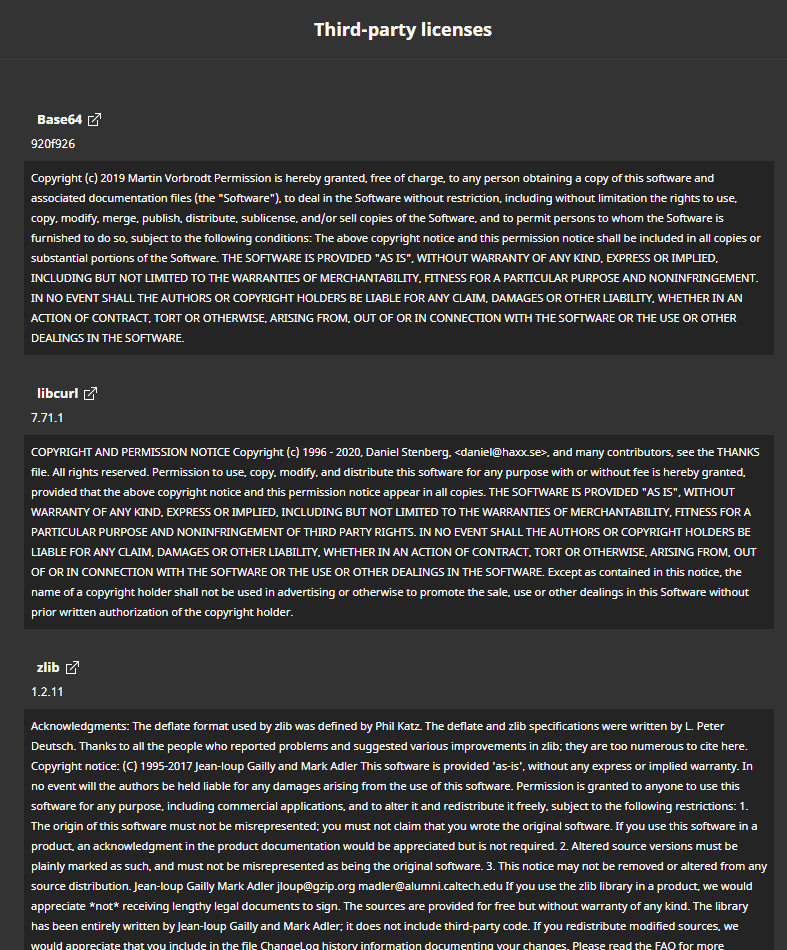 Third-party licenses
Base64
920f926
Copyright (c) 2019 Martin Vorbrodt Permission is hereby granted, free of charge, to any person obtaining a copy of this software and
associated documentation files (the "Software"), to deal in the Software without restriction, including without limitation the rights to use,
copy, modify, merge, publish, distribute, sublicense, and/or sell copies of the Software, and to permit persons to whom the Software is
furnished to do so, subject to the following conditions: The above copyright notice and this permission notice shall be included in all copies or
substantial portions of the Software. THE SOFTWARE IS PROVIDED "AS IS", WITHOUT WARRANTY OF ANY KIND, EXPRESS OR IMPLIED,
INCLUDING BUT NOT LIMITED TO THE WARRANTIES OF MERCHANTABILITY, FITNESS FOR A PARTICULAR PURPOSE AND NONINFRINGEMENT.
IN NO EVENT SHALL THE AUTHORS OR COPYRIGHT HOLDERS BE LIABLE FOR ANY CLAIM, DAMAGES OR OTHER LIABILITY, WHETHER IN AN
ACTION OF CONTRACT, TORT OR OTHERWISE, ARISING FROM, OUT OF OR IN CONNECTION WITH THE SOFTWARE OR THE USE OR OTHER
DEALINGS IN THE SOFTWARE.
libcurl
7.71.1
COPYRIGHT AND PERMISSION NOTICE Copyright (c) 1996 - 2020, Daniel Stenberg, <daniel@haxx.se>, and many contributors, see the THANKS
file. All rights reserved. Permission to use, copy, modify, and distribute this software for any purpose with or without fee is hereby granted,
provided that the above copyright notice and this permission notice appear in all copies. THE SOFTWARE IS PROVIDED "AS IS", WITHOUT
WARRANTY OF ANY KIND, EXPRESS OR IMPLIED, INCLUDING BUT NOT LIMITED TO THE WARRANTIES OF MERCHANTABILITY, FITNESS FOR A
PARTICULAR PURPOSE AND NONINFRINGEMENT OF THIRD PARTY RIGHTS. IN NO EVENT SHALL THE AUTHORS OR COPYRIGHT HOLDERS BE
LIABLE FOR ANY CLAIM, DAMAGES OR OTHER LIABILITY, WHETHER IN AN ACTION OF CONTRACT, TORT OR OTHERWISE, ARISING FROM, OUT
OF OR IN CONNECTION WITH THE SOFTWARE OR THE USE OR OTHER DEALINGS IN THE SOFTWARE. Except as contained in this notice, the
name of a copyright holder shall not be used in advertising or otherwise to promote the sale, use or other dealings in this Software without
prior written authorization of the copyright holder.
zlib
1.2.11
Acknowledgments: The deflate format used by zlib was defined by Phil Katz. The deflate and zlib specifications were written by L. Peter
Deutsch. Thanks to all the people who reported problems and suggested various improvements in zlib; they are too numerous to cite here.
Copyright notice: (C) 1995-2017 Jean-loup Gailly and Mark Adler This software is provided 'as-is', without any express or implied warranty. In
no event will the authors be held liable for any damages arising from the use of this software. Permission is granted to anyone to use this
software for any purpose, including commercial applications, and to alter it and redistribute it freely, subject to the following restrictions: 1.
The origin of this software must not be misrepresented; you must not claim that you wrote the original software. If you use this software in a
product, an acknowledgment in the product documentation would be appreciated but is not required. 2. Altered source versions must be
plainly marked as such, and must not be misrepresented as being the original software. 3. This notice may not be removed or altered from any
source distribution. Jean-loup Gailly Mark Adler jloup@gzip.org madler@alumni.caltech.edu If you use the zlib library in a product, we would
appreciate *not* receiving lengthy legal documents to sign. The sources are provided for free but without warranty of any kind. The library
has been entirely written by Jean-loup Gailly and Mark Adler; it does not include third-party code. If you redistribute modified sources, we
would appreciate that you include in the file ChangeLog history information documenting your changes. Please read the FAQ for more